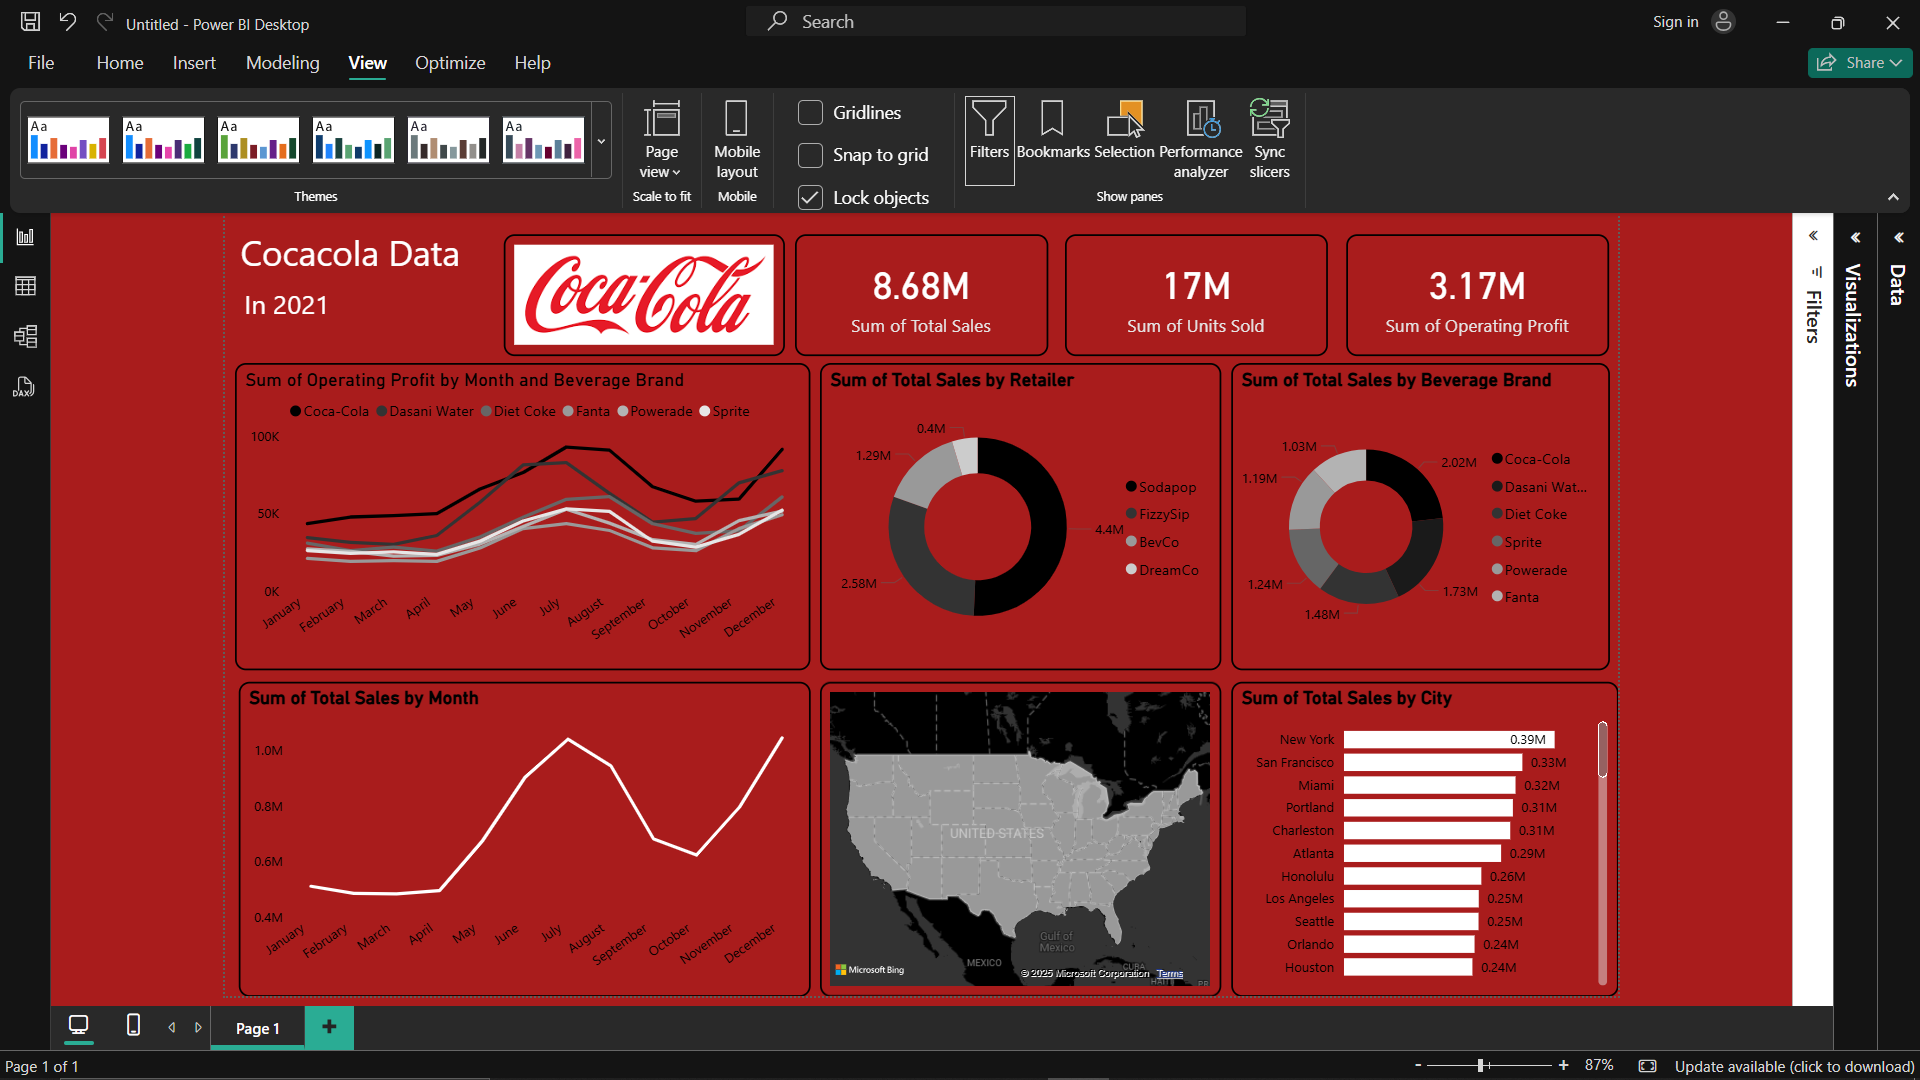 Untitled - Power BI Desktop
Search
Sign in
File Home Insert Modeling View Optimize Help
Share
Aa Aa Aa Aa Aa Aa
Themes
Page view
Scale to fit
Mobile layout
Mobile
Gridlines
Snap to grid
Lock objects
Filters
Bookmarks
Selection
Performance analyzer
Sync slicers
Show panes
DAX
Cocacola Data
In 2021
Coca-Cola
8.68M
Sum of Total Sales
17M
Sum of Units Sold
3.17M
Sum of Operating Profit
Filters
Visualizations
Data
Sum of Operating Profit by Month and Beverage Brand
Coca-Cola Dasani Water Diet Coke Fanta Powerade Sprite
100K
50K
0K
January February March April May June July August September October November December
Sum of Total Sales by Retailer
0.4M
1.29M
4.4M
2.58M
Sodapop
FizzySip
BevCo
DreamCo
Sum of Total Sales by Beverage Brand
1.03M
2.02M
1.19M
1.24M
1.73M
1.48M
Coca-Cola
Dasani Wat...
Diet Coke
Sprite
Powerade
Fanta
Sum of Total Sales by Month
1.0M
0.8M
0.6M
0.4M
January February March April May June July August September October November December
UNITED STATES
Gulf of
Mexico
MEXICO
CUBA
HAITI
PR
Microsoft Bing
© 2025 Microsoft Corporation Terms
Sum of Total Sales by City
New York 0.39M
San Francisco 0.33M
Miami 0.32M
Portland 0.31M
Charleston 0.31M
Atlanta 0.29M
Honolulu 0.26M
Los Angeles 0.25M
Seattle 0.25M
Orlando 0.24M
Houston 0.24M
Page 1
+
Page 1 of 1
- + 87%
Update available (click to download)